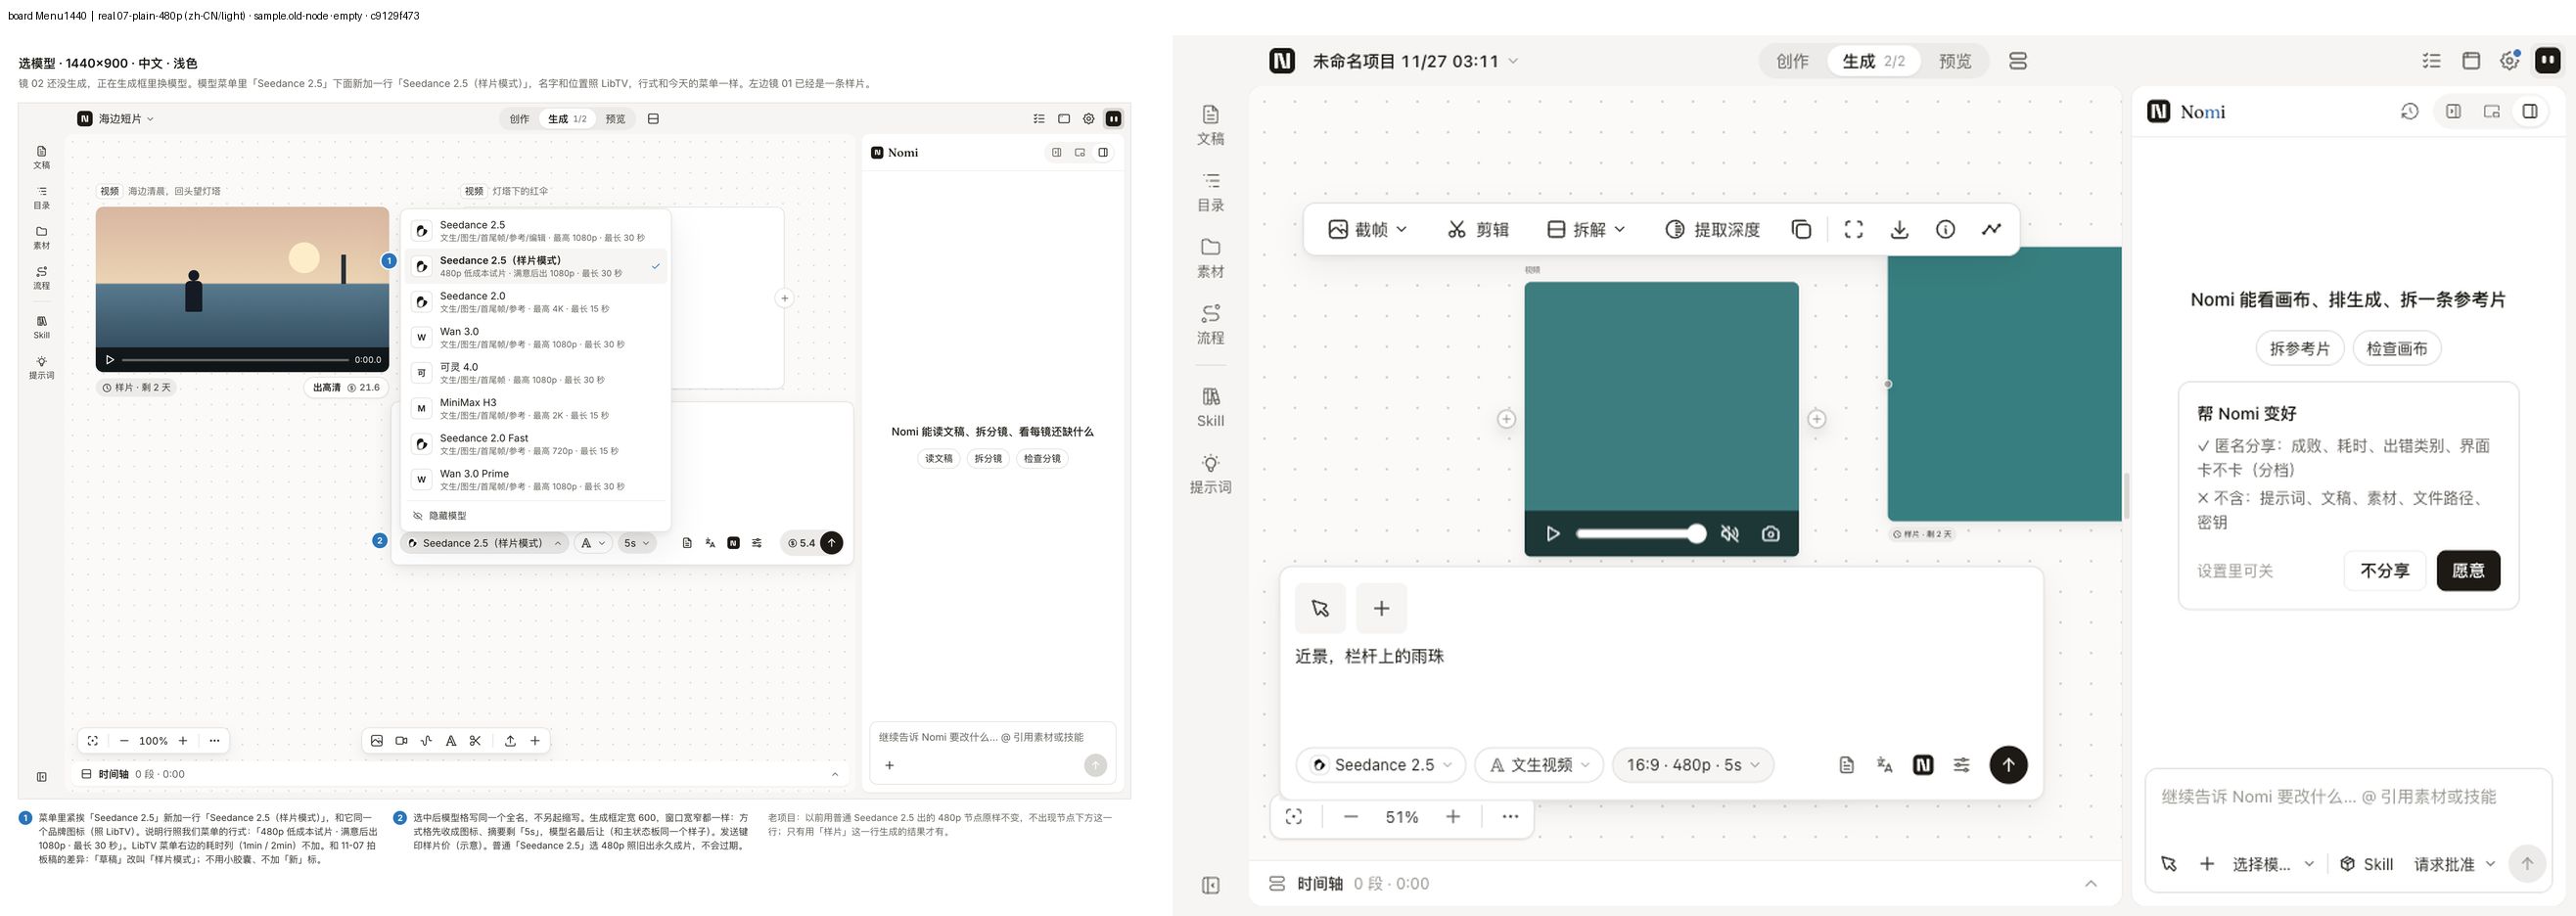 board Menu1440 | real 07-plain-480p (zh-CN/light) · sample.old-node·empty · c9129f473
选模型 · 1440×900 · 中文 · 浅色
镜 02 还没生成，正在生成框里换模型。模型菜单里「Seedance 2.5」下面新加一行「Seedance 2.5（样片模式）」，名字和位置照 LibTV，行式和今天的菜单一样。左边镜 01 已经是一条样片。
海边短片
创作
生成 1/2
预览
文稿
目录
素材
流程
Skill
提示词
视频 海边清晨，回头望灯塔
视频 灯塔下的红伞
0:00.0
样片 · 剩 2 天
出高清 21.6
1
Seedance 2.5
文生/图生/首尾帧/参考/编辑 · 最高 1080p · 最长 30 秒
Seedance 2.5（样片模式）
480p 低成本试片 · 满意后出 1080p · 最长 30 秒
Seedance 2.0
文生/图生/首尾帧/参考 · 最高 4K · 最长 15 秒
W
Wan 3.0
文生/图生/首尾帧/参考 · 最高 1080p · 最长 30 秒
可
可灵 4.0
文生/图生/首尾帧 · 最高 1080p · 最长 30 秒
M
MiniMax H3
文生/图生/首尾帧/参考 · 最高 2K · 最长 15 秒
Seedance 2.0 Fast
文生/图生/首尾帧/参考 · 最高 720p · 最长 15 秒
W
Wan 3.0 Prime
文生/图生/首尾帧/参考 · 最高 1080p · 最长 30 秒
隐藏模型
2
Seedance 2.5（样片模式）
5s
5.4
Nomi
Nomi 能读文稿、拆分镜、看每镜还缺什么
读文稿
拆分镜
检查分镜
继续告诉 Nomi 要改什么... @ 引用素材或技能
100%
时间轴 0 段 · 0:00
1 菜单里紧挨「Seedance 2.5」新加一行「Seedance 2.5（样片模式）」，和它同一
个品牌图标（照 LibTV）。说明行照我们菜单的行式：「480p 低成本试片 · 满意后出
1080p · 最长 30 秒」。LibTV 菜单右边的耗时列（1min / 2min）不加。和 11-07 拍
板稿的差异：「草稿」改叫「样片模式」；不用小胶囊、不加「新」标。
2 选中后模型格写同一个全名，不另起缩写。生成框定宽 600，窗口宽窄都一样：方
式格先收成图标、摘要剩「5s」，模型名最后让（和主状态板同一个样子）。发送键
印样片价（示意）。普通「Seedance 2.5」选 480p 照旧出永久成片，不会过期。
老项目：以前用普通 Seedance 2.5 出的 480p 节点原样不变，不出现节点下方这一
行；只有用「样片」这一行生成的结果才有。
未命名项目 11/27 03:11
创作
生成 2/2
预览
文稿
目录
素材
流程
Skill
提示词
截帧
剪辑
拆解
提取深度
视频
样片 · 剩 2 天
近景，栏杆上的雨珠
Seedance 2.5
文生视频
16:9 · 480p · 5s
51%
时间轴 0 段 · 0:00
Nomi
Nomi 能看画布、排生成、拆一条参考片
拆参考片
检查画布
帮 Nomi 变好
✓ 匿名分享：成败、耗时、出错类别、界面
卡不卡（分档）
✕ 不含：提示词、文稿、素材、文件路径、
密钥
设置里可关
不分享
愿意
继续告诉 Nomi 要改什么... @ 引用素材或技能
选择模...
Skill
请求批准